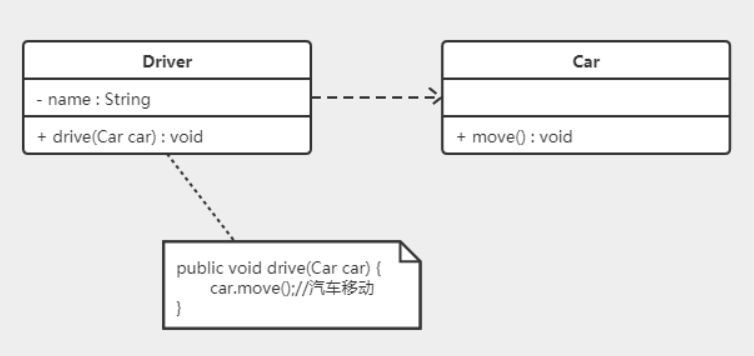 Driver
- name : String
+ drive(Car car) : void
Car
+ move() : void
public void drive(Car car) {
car.move();//汽车移动
}